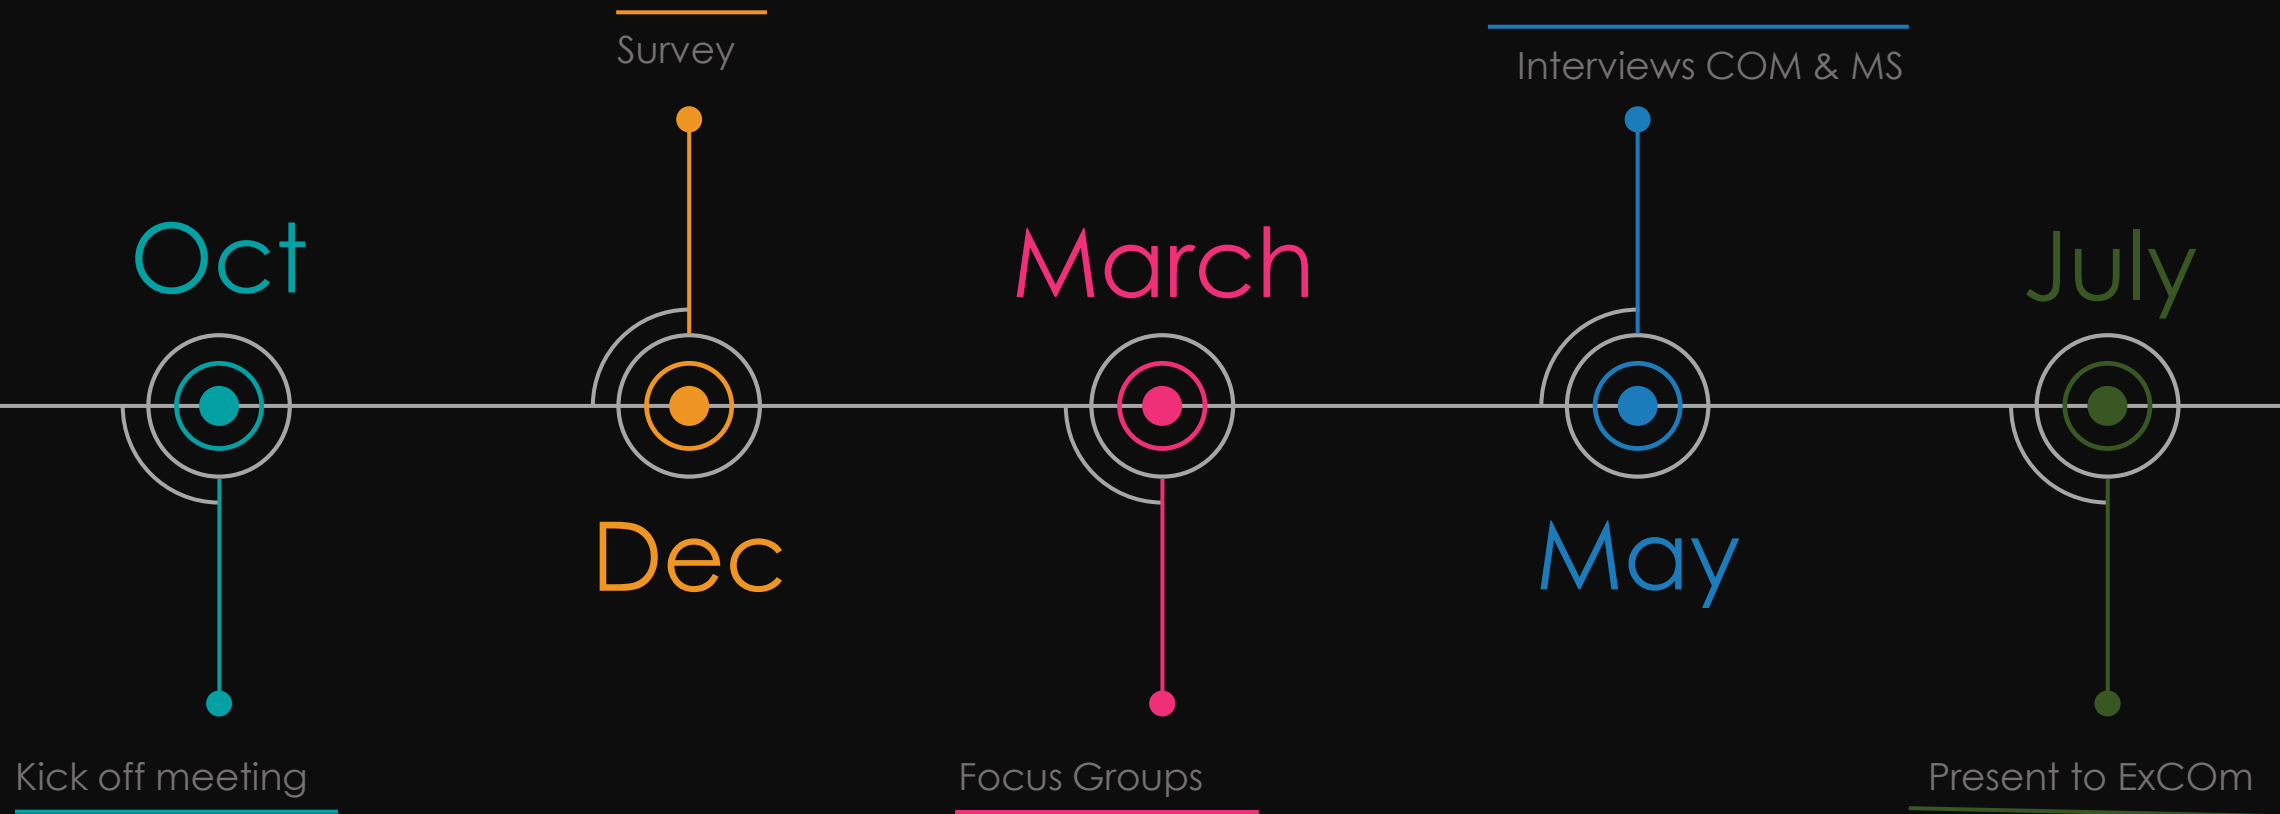 Survey
Interviews COM & MS
Oct
March
July
Dec
May
Kick off meeting
Focus Groups
Present to ExCOm